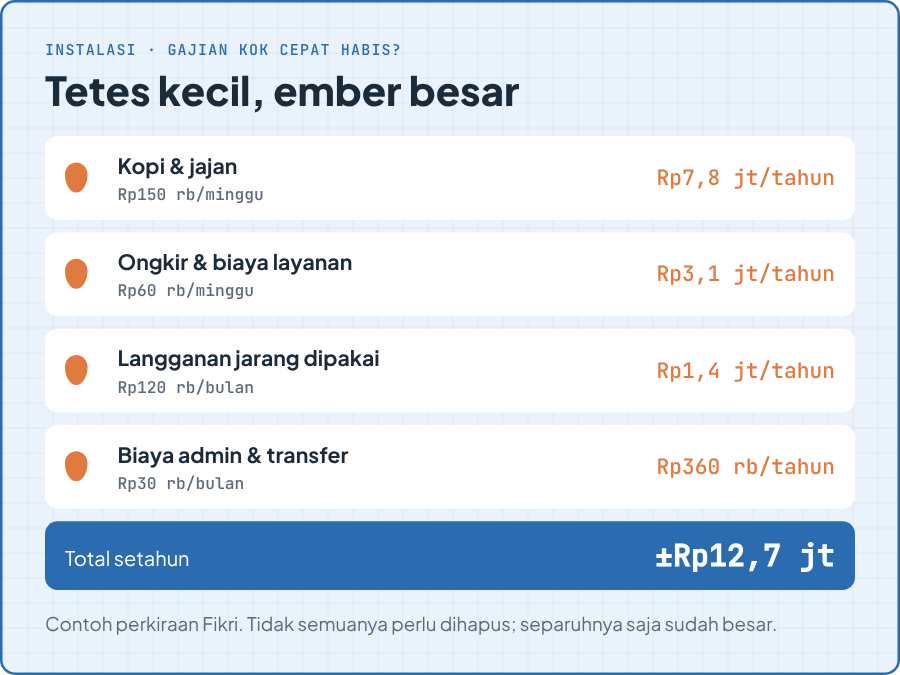 INSTALASI · GAJIAN KOK CEPAT HABIS?
Tetes kecil, ember besar
Kopi & jajan
Rp150 rb/minggu
Rp7,8 jt/tahun
Ongkir & biaya layanan
Rp60 rb/minggu
Rp3,1 jt/tahun
Langganan jarang dipakai
Rp120 rb/bulan
Rp1,4 jt/tahun
Biaya admin & transfer
Rp30 rb/bulan
Rp360 rb/tahun
Total setahun
±Rp12,7 jt
Contoh perkiraan Fikri. Tidak semuanya perlu dihapus; separuhnya saja sudah besar.